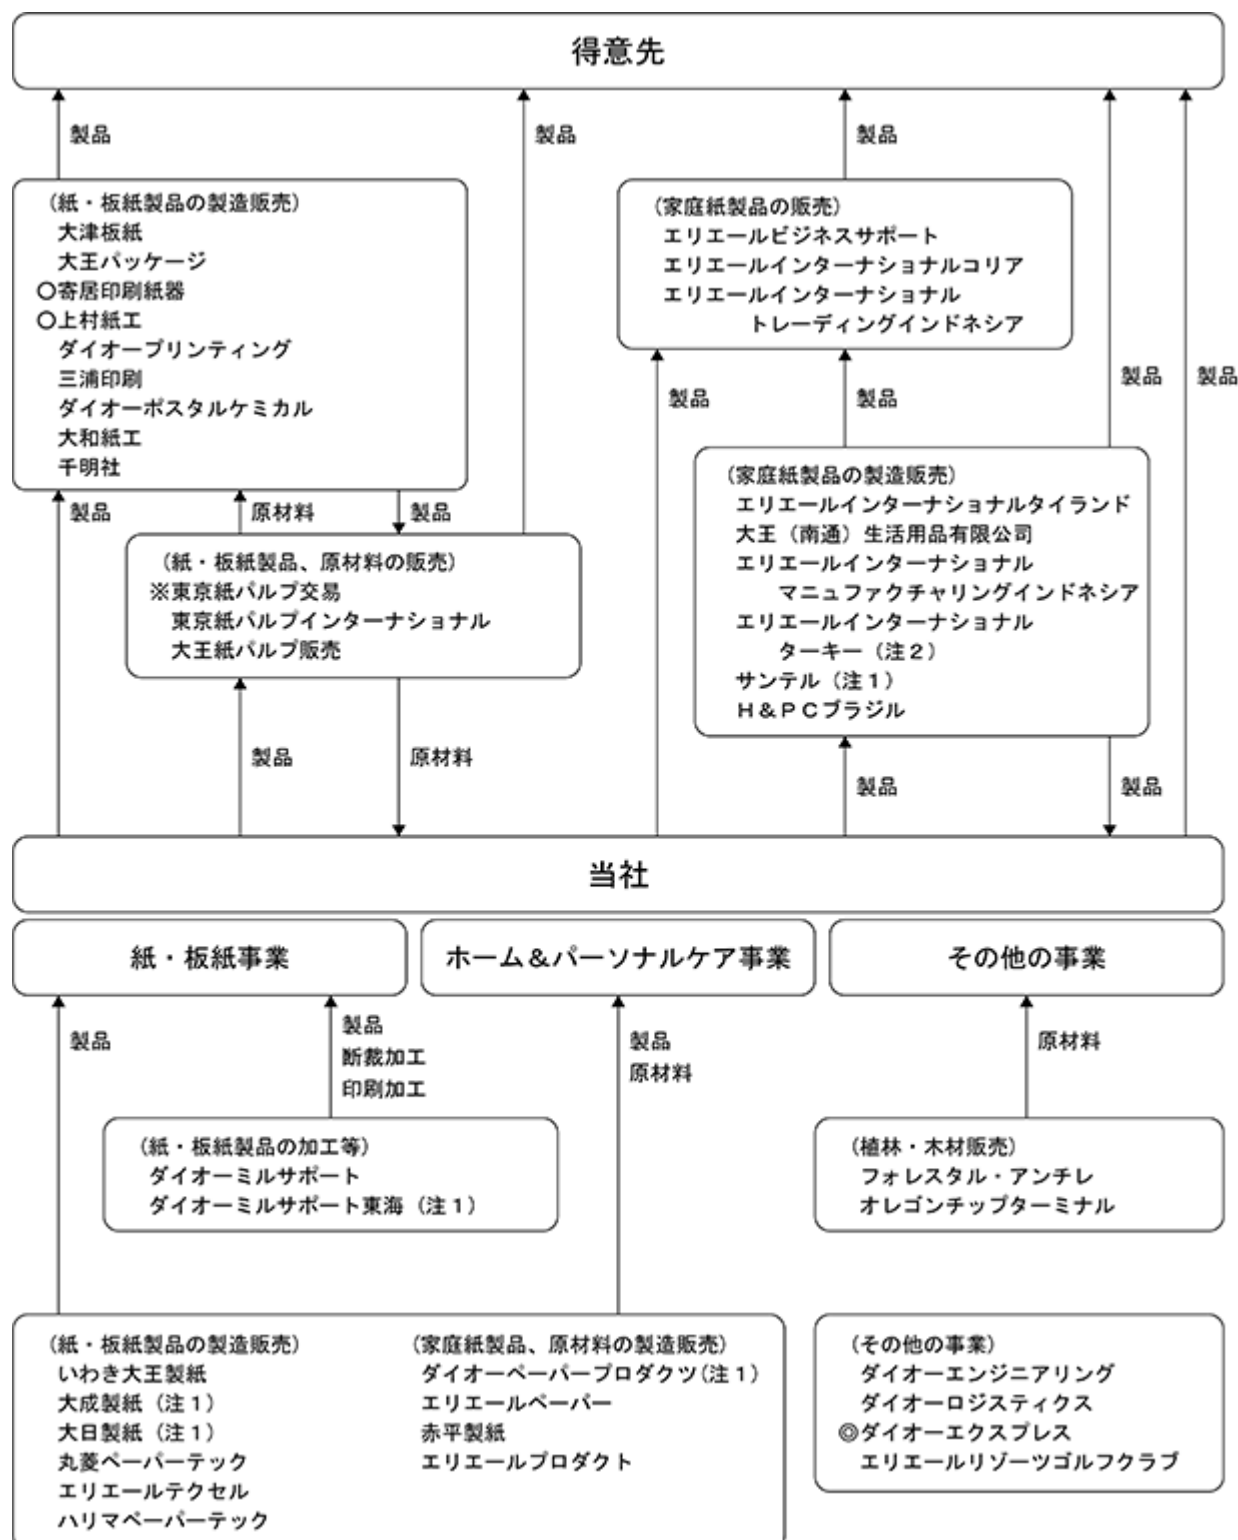 得意先
製品
製品
製品
製品
製品
(紙・板紙製品の製造販売)
大津板紙
大王パッケージ
○寄居印刷紙器
○上村紙工
ダイオープリンティング
三浦印刷
ダイオーポスタルケミカル
大和紙工
千明社
(家庭紙製品の販売)
エリエールビジネスサポート
エリエールインターナショナルコリア
エリエールインターナショナル
トレーディングインドネシア
製品
製品
製品
原材料
製品
(紙・板紙製品、原材料の販売)
※東京紙パルプ交易
東京紙パルプインターナショナル
大王紙パルプ販売
(家庭紙製品の製造販売)
エリエールインターナショナルタイランド
大王(南通)生活用品有限公司
エリエールインターナショナル
マニュファクチャリングインドネシア
エリエールインターナショナル
ターキー(注2)
サンテル(注1)
H&PCブラジル
製品
原材料
製品
製品
当社
紙・板紙事業
ホーム&パーソナルケア事業
その他の事業
製品
製品
断裁加工
印刷加工
製品
原材料
原材料
(紙・板紙製品の加工等)
ダイオーミルサポート
ダイオーミルサポート東海(注1)
(植林・木材販売)
フォレスタル・アンチレ
オレゴンチップターミナル
(紙・板紙製品の製造販売)
いわき大王製紙
大成製紙(注1)
大日製紙(注1)
丸菱ペーパーテック
エリエールテクセル
ハリマペーパーテック
(家庭紙製品、原材料の製造販売)
ダイオーペーパープロダクツ(注1)
エリエールペーパー
赤平製紙
エリエールプロダクト
(その他の事業)
ダイオーエンジニアリング
ダイオーロジスティクス
◎ダイオーエクスプレス
エリエールリゾーツゴルフクラブ